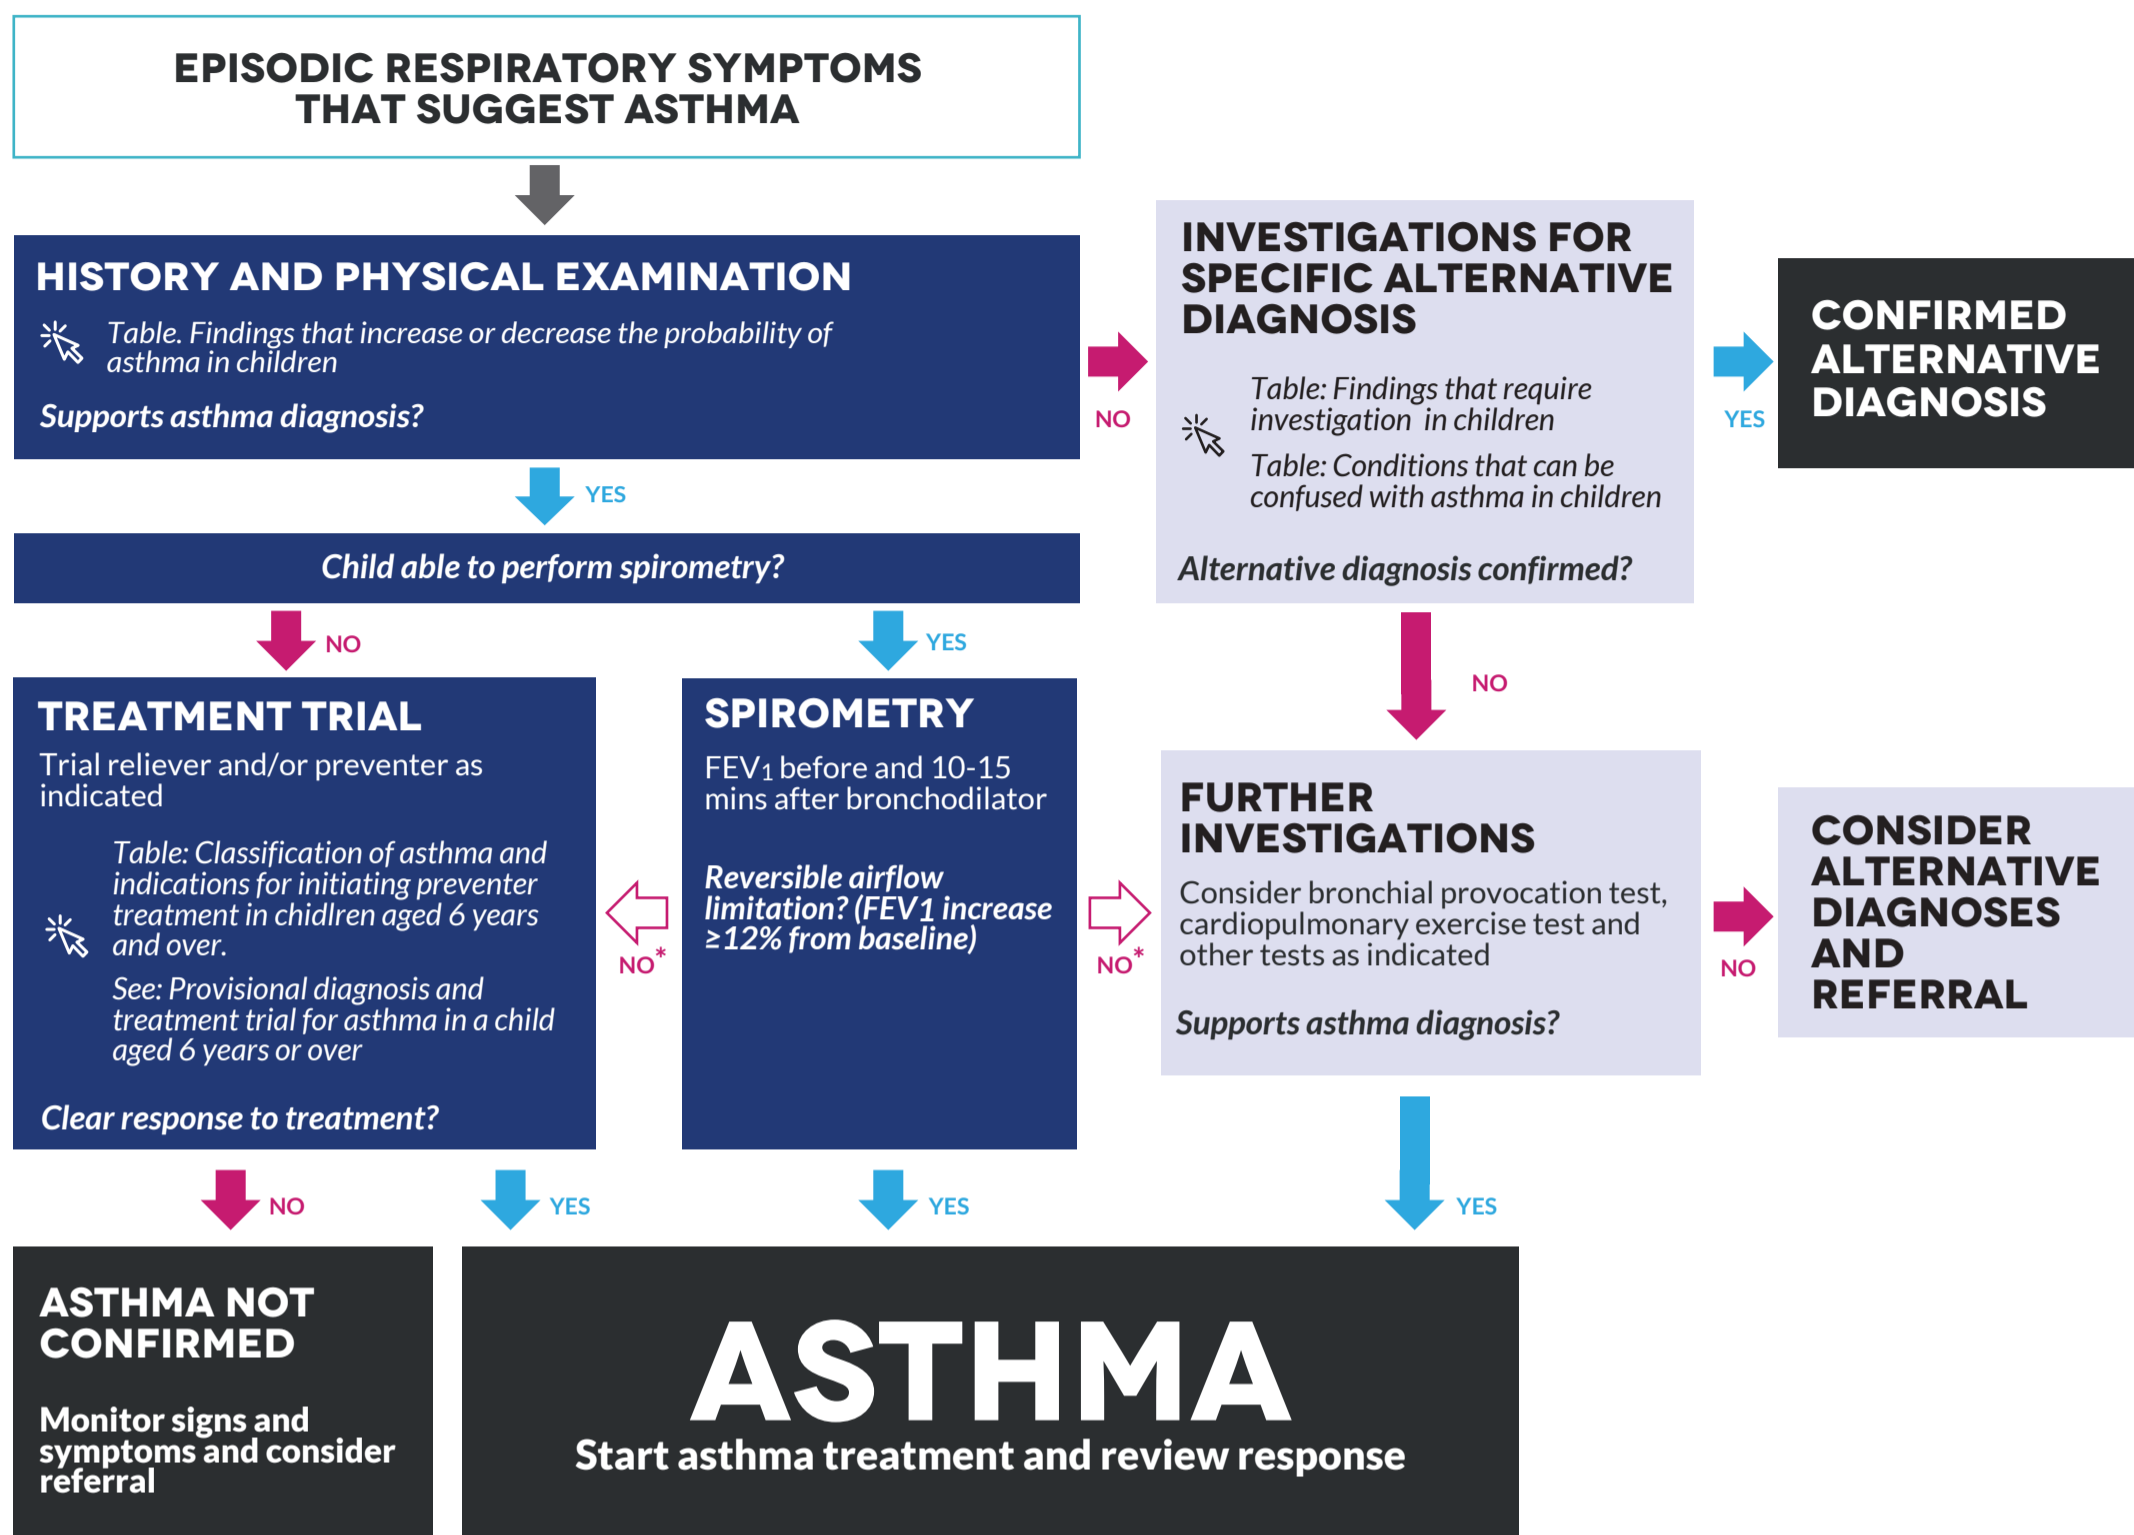 EPISODIC RESPIRATORY SYMPTOMS
THAT SUGGEST ASTHMA
HISTORY AND PHYSICAL EXAMINATION
Table. Findings that increase or decrease the probability of
asthma in children
Supports asthma diagnosis?
NO
INVESTIGATIONS FOR
SPECIFIC ALTERNATIVE
DIAGNOSIS
Table: Findings that require
investigation in children
Table: Conditions that can be
confused with asthma in children
Alternative diagnosis confirmed?
YES
CONFIRMED
ALTERNATIVE
DIAGNOSIS
YES
Child able to perform spirometry?
NO
YES
NO
TREATMENT TRIAL
Trial reliever and/or preventer as
indicated
Table: Classification of asthma and
indications for initiating preventer
treatment in chidlren aged 6 years
and over.
See: Provisional diagnosis and
treatment trial for asthma in a child
aged 6 years or over
Clear response to treatment?
NO*
SPIROMETRY
FEV1 before and 10-15
mins after bronchodilator
Reversible airflow
limitation? (FEV1 increase
≥12% from baseline)
NO*
FURTHER
INVESTIGATIONS
Consider bronchial provocation test,
cardiopulmonary exercise test and
other tests as indicated
Supports asthma diagnosis?
NO
CONSIDER
ALTERNATIVE
DIAGNOSES
AND
REFERRAL
NO
YES
YES
YES
ASTHMA NOT
CONFIRMED
Monitor signs and
symptoms and consider
referral
ASTHMA
Start asthma treatment and review response